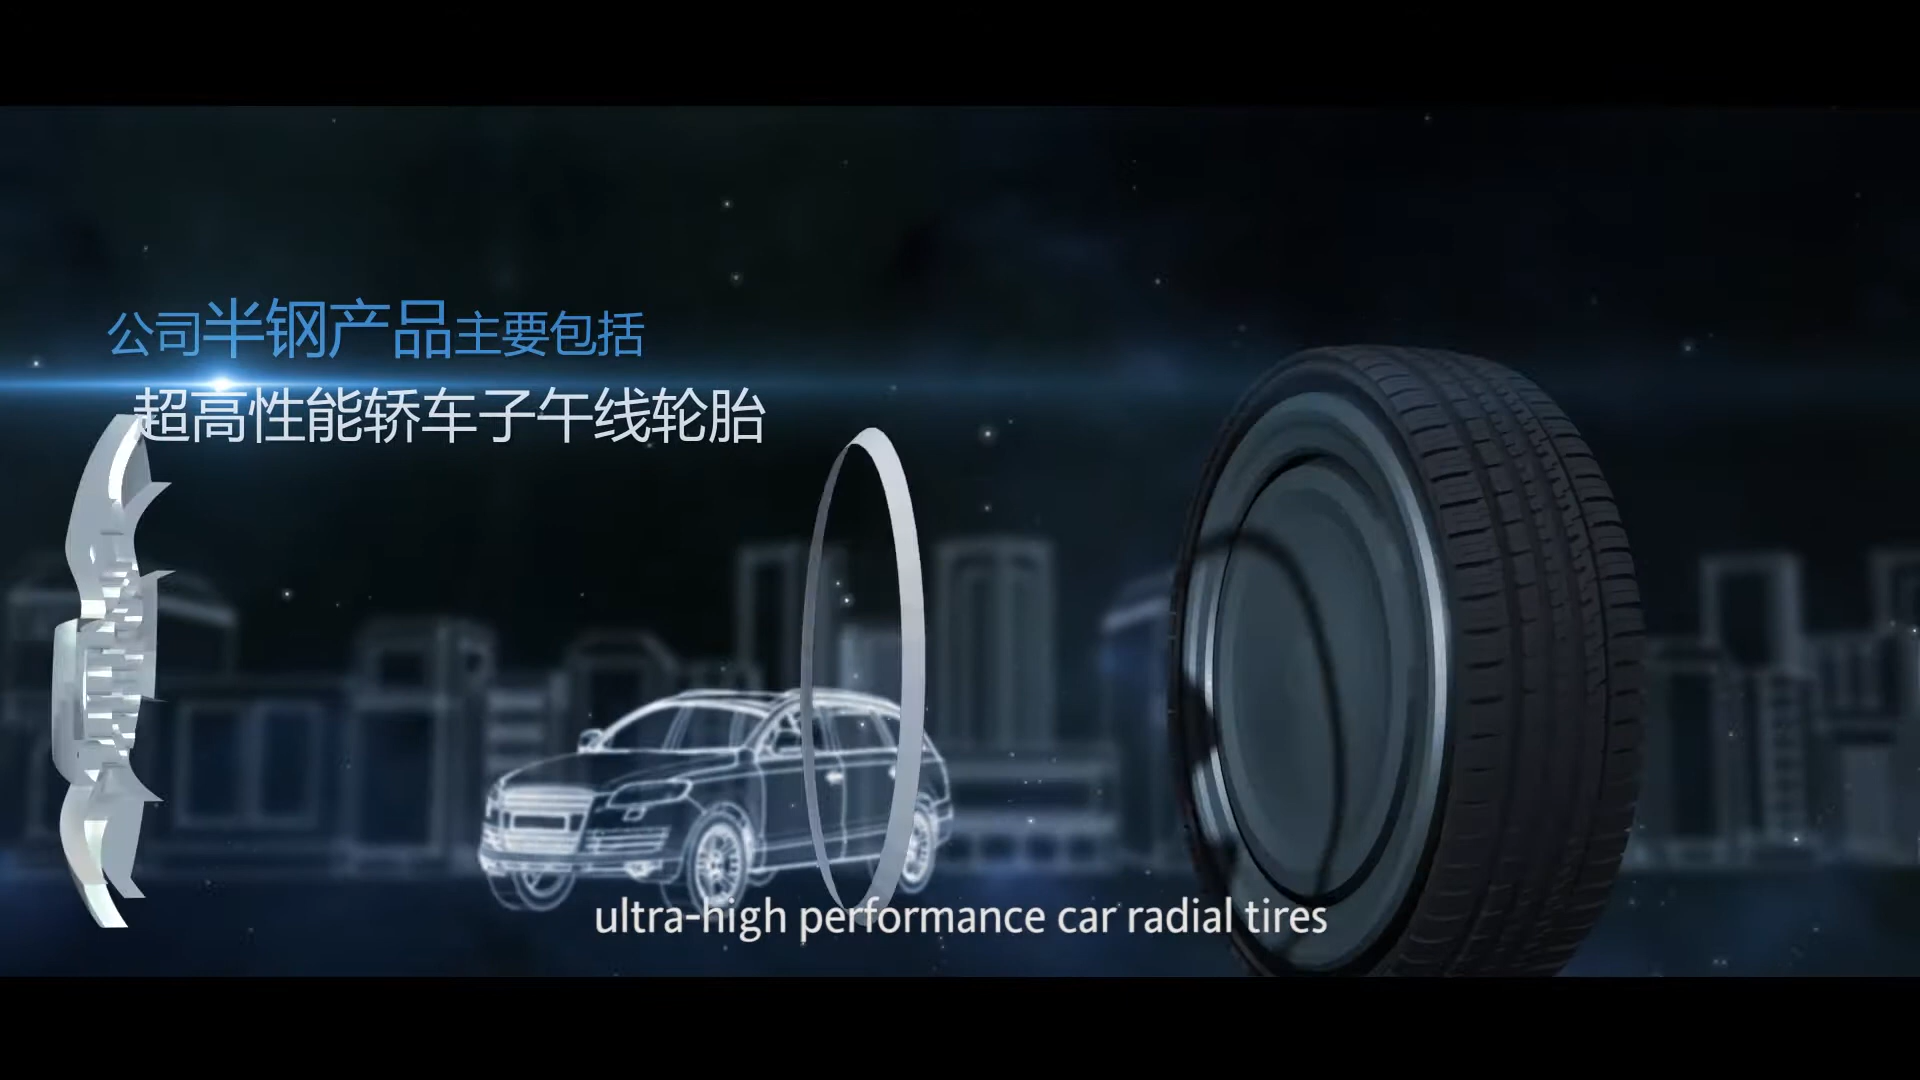 公司半钢产品主要包括
超高性能轿车子午线轮胎
ultra-high performance car radial tires